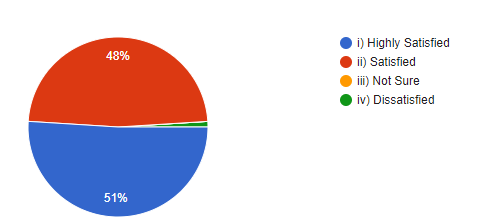 48%
51%
i) Highly Satisfied
ii) Satisfied
iii) Not Sure
iv) Dissatisfied